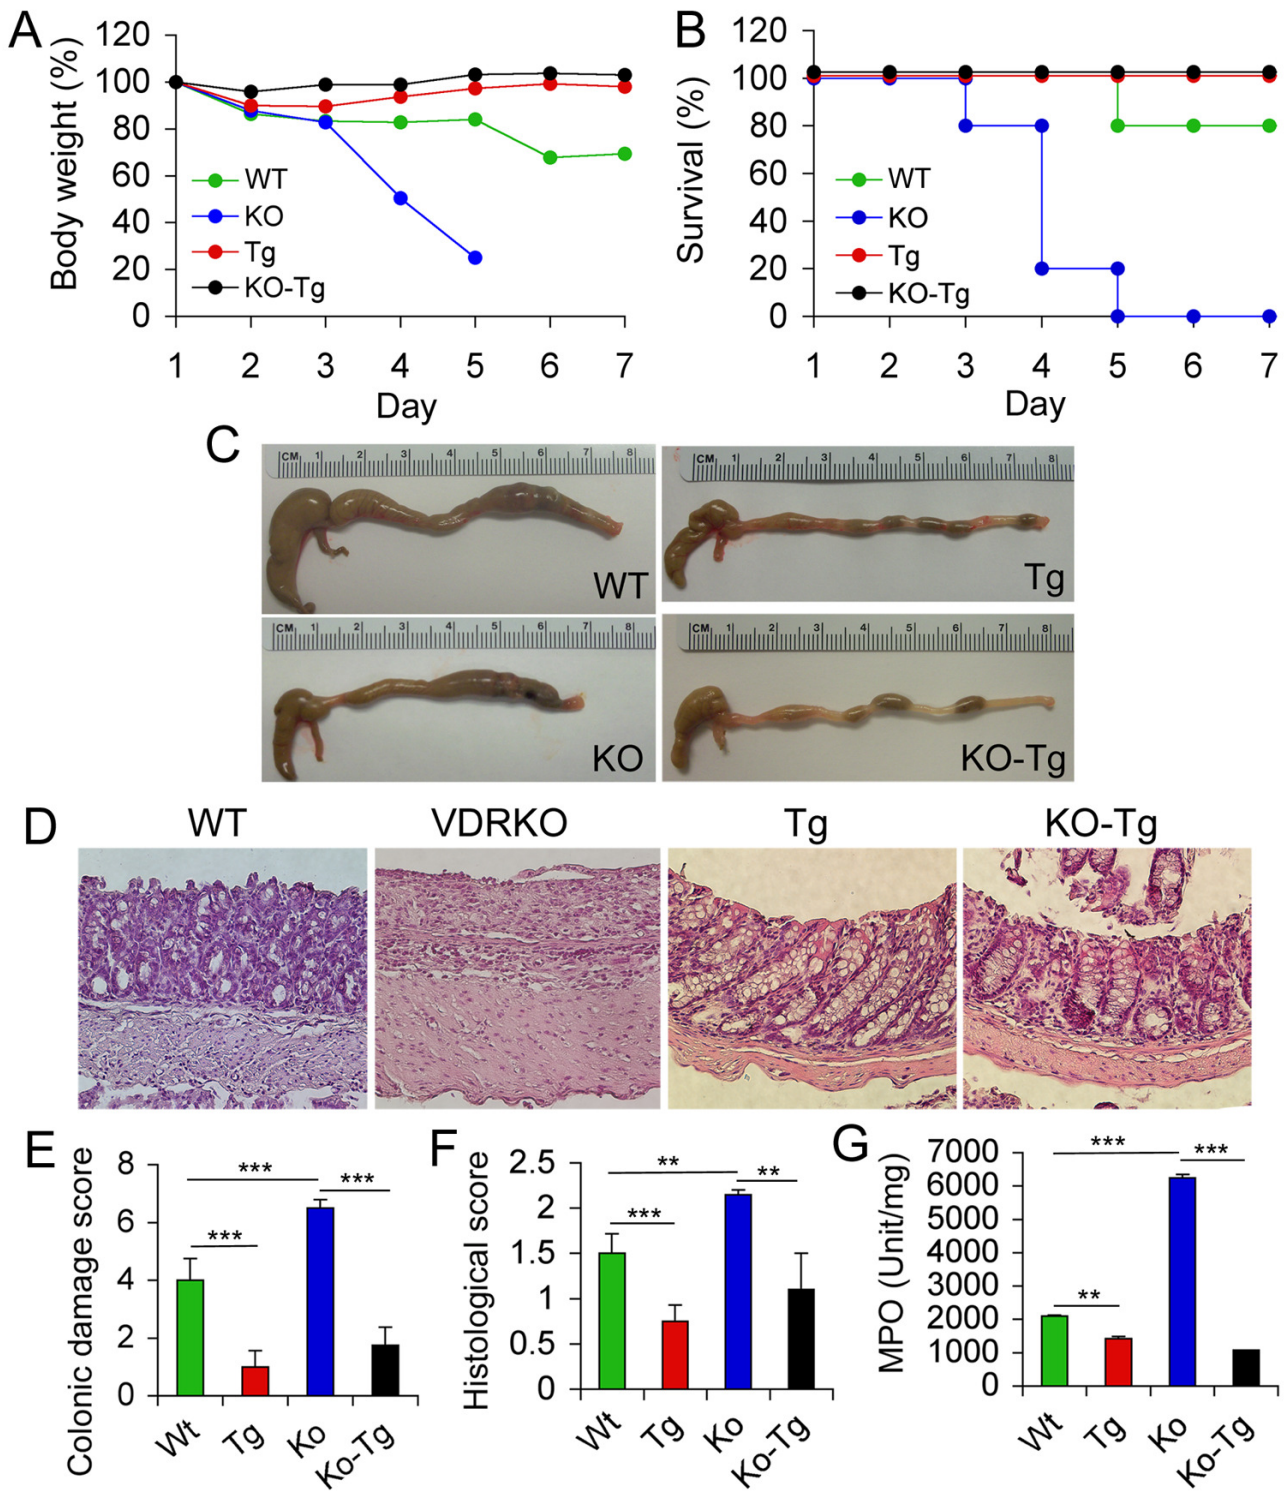 A
Body weight (%)
120
100
80
60
40
20
0
WT
KO
Tg
KO-Tg
1 2 3 4 5 6 7
Day
B
Survival (%)
120
100
80
60
40
20
0
WT
KO
Tg
KO-Tg
1 2 3 4 5 6 7
Day
C
CM 1 2 3 4 5 6 7 8
WT
CM 1 2 3 4 5 6 7 8
Tg
CM 1 2 3 4 5 6 7 8
KO
CM 1 2 3 4 5 6 7 8
KO-Tg
D
WT
VDRKO
Tg
KO-Tg
E
Colonic damage score
8
6
4
2
0
***
***
***
Wt
Tg
Ko
Ko-Tg
F
Histological score
2.5
2
1.5
1
0.5
0
**
**
***
Wt
Tg
Ko
Ko-Tg
G
MPO (Unit/mg)
7000
6000
5000
4000
3000
2000
1000
0
***
***
**
Wt
Tg
Ko
Ko-Tg